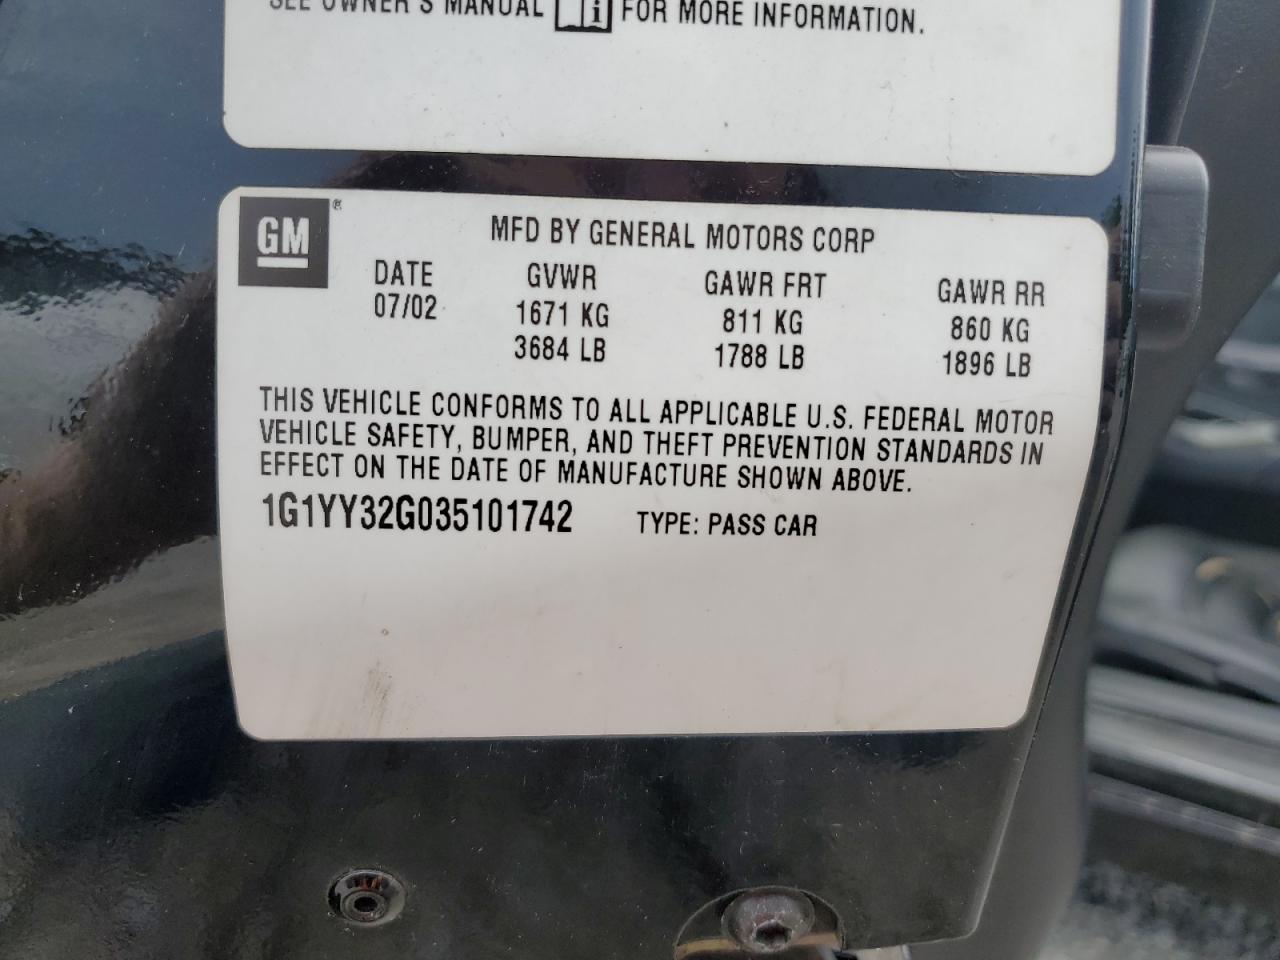 SEE OWNER'S MANUAL i FOR MORE INFORMATION.
GM ®
MFD BY GENERAL MOTORS CORP
DATE GVWR GAWR FRT GAWR RR
07/02 1671 KG 811 KG 860 KG
3684 LB 1788 LB 1896 LB
THIS VEHICLE CONFORMS TO ALL APPLICABLE U.S. FEDERAL MOTOR
VEHICLE SAFETY, BUMPER, AND THEFT PREVENTION STANDARDS IN
EFFECT ON THE DATE OF MANUFACTURE SHOWN ABOVE.
1G1YY32G035101742 TYPE: PASS CAR